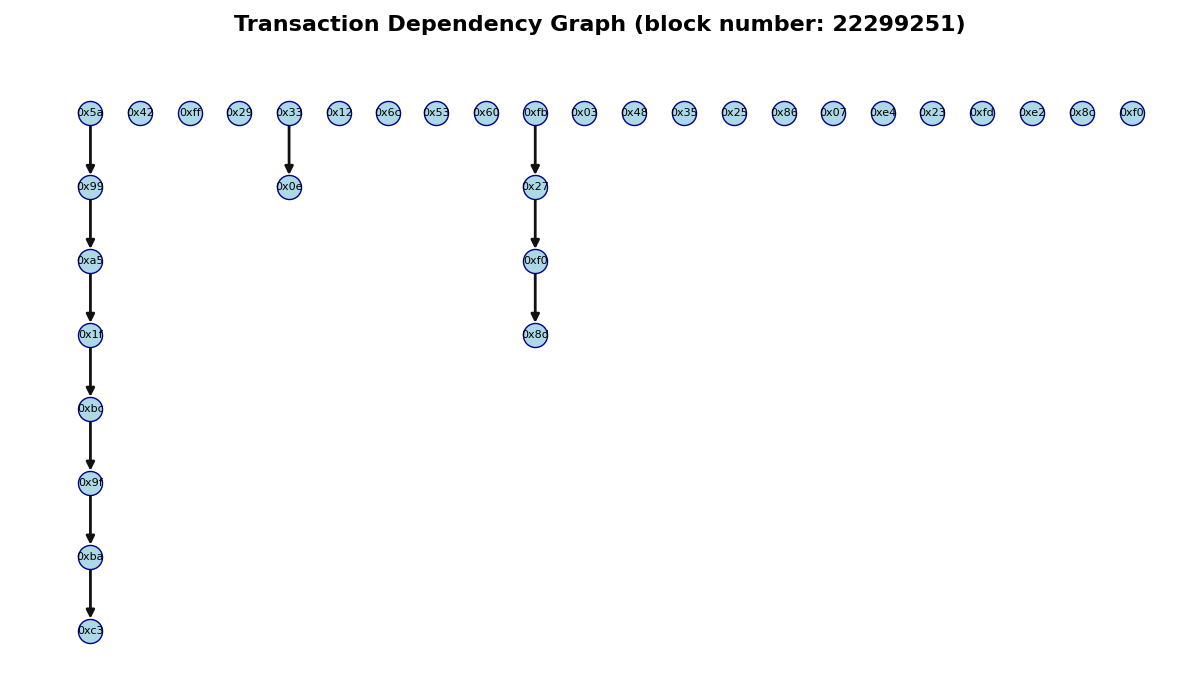 Transaction Dependency Graph (block number: 22299251)
0x5a 0x42 0xff 0x29 0x33 0x12 0x6c 0x53 0x60 0xfb 0x03 0x48 0x35 0x25 0x86 0x07 0xe4 0x23 0xfd 0xe2 0x8c 0xf0
0x99 0x0e 0x27
0xa5 0xf0
0x1f 0x8d
0xbc
0x9f
0xba
0xc3